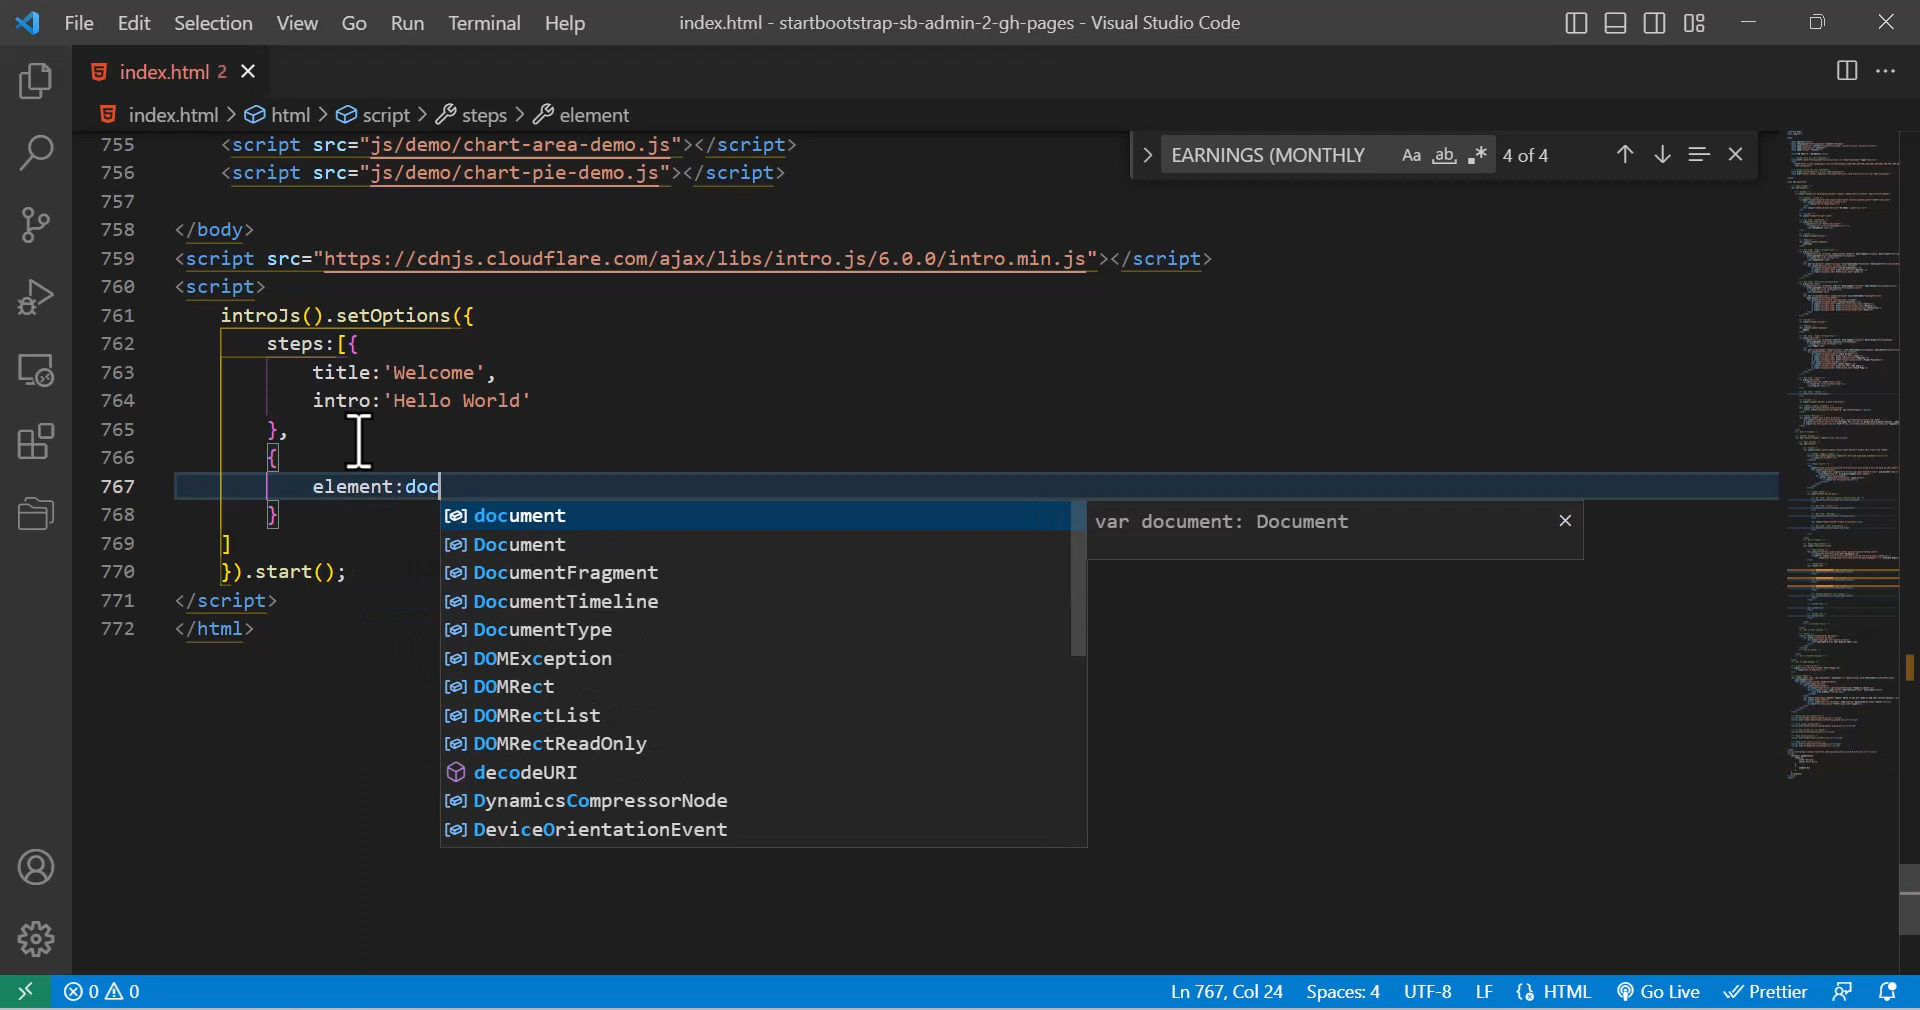 File Edit Selection View Go Run Terminal Help index.html - startbootstrap-sb-admin-2-gh-pages - Visual Studio Code
index.html 2
index.html > html > script > steps > element
EARNINGS (MONTHLY Aa ab .* 4 of 4
755 <script src="js/demo/chart-area-demo.js"></script>
756 <script src="js/demo/chart-pie-demo.js"></script>
757
758 </body>
759 <script src="https://cdnjs.cloudflare.com/ajax/libs/intro.js/6.0.0/intro.min.js"></script>
760 <script>
761 introJs().setOptions({
762 steps:[{
763 title:'Welcome',
764 intro:'Hello World'
765 },
766 {
767 element:doc
768 }
769 ]
770 }).start();
771 </script>
772 </html>
document
Document
DocumentFragment
DocumentTimeline
DocumentType
DOMException
DOMRect
DOMRectList
DOMRectReadOnly
decodeURI
DynamicsCompressorNode
DeviceOrientationEvent
var document: Document
0 0 Ln 767, Col 24 Spaces: 4 UTF-8 LF {} HTML Go Live Prettier